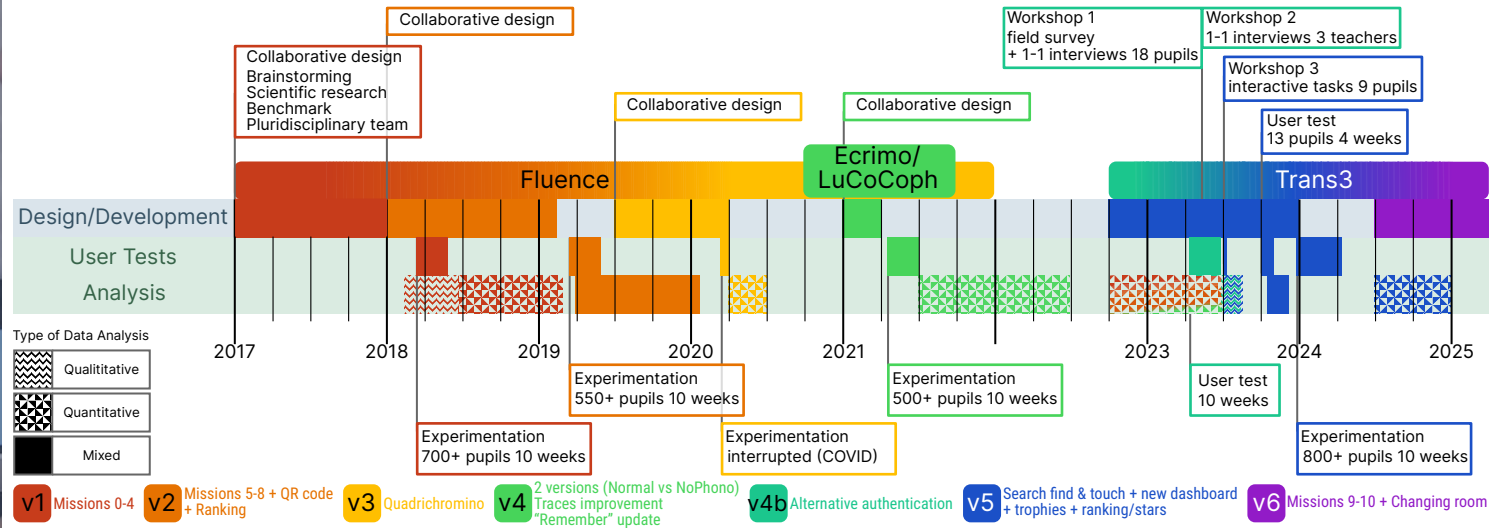 Collaborative design
Collaborative design
Brainstorming
Scientific research
Benchmark
Pluridisciplinary team
Collaborative design
Collaborative design
Workshop 1
field survey
+ 1-1 interviews 18 pupils
Workshop 2
1-1 interviews 3 teachers
Workshop 3
interactive tasks 9 pupils
User test
13 pupils 4 weeks
Fluence
Ecrimo/
LuCoCoph
Trans3
Design/Development
User Tests
Analysis
Type of Data Analysis
Qualititative
Quantitative
Mixed
2017
2018
2019
2020
2021
2023
2024
2025
Experimentation
550+ pupils 10 weeks
Experimentation
500+ pupils 10 weeks
User test
10 weeks
Experimentation
700+ pupils 10 weeks
Experimentation
interrupted (COVID)
Experimentation
800+ pupils 10 weeks
v1 Missions 0-4
v2 Missions 5-8 + QR code
+ Ranking
v3 Quadrichromino
v4 2 versions (Normal vs NoPhono)
Traces improvement
"Remember" update
v4b Alternative authentication
v5 Search find & touch + new dashboard
+ trophies + ranking/stars
v6 Missions 9-10 + Changing room